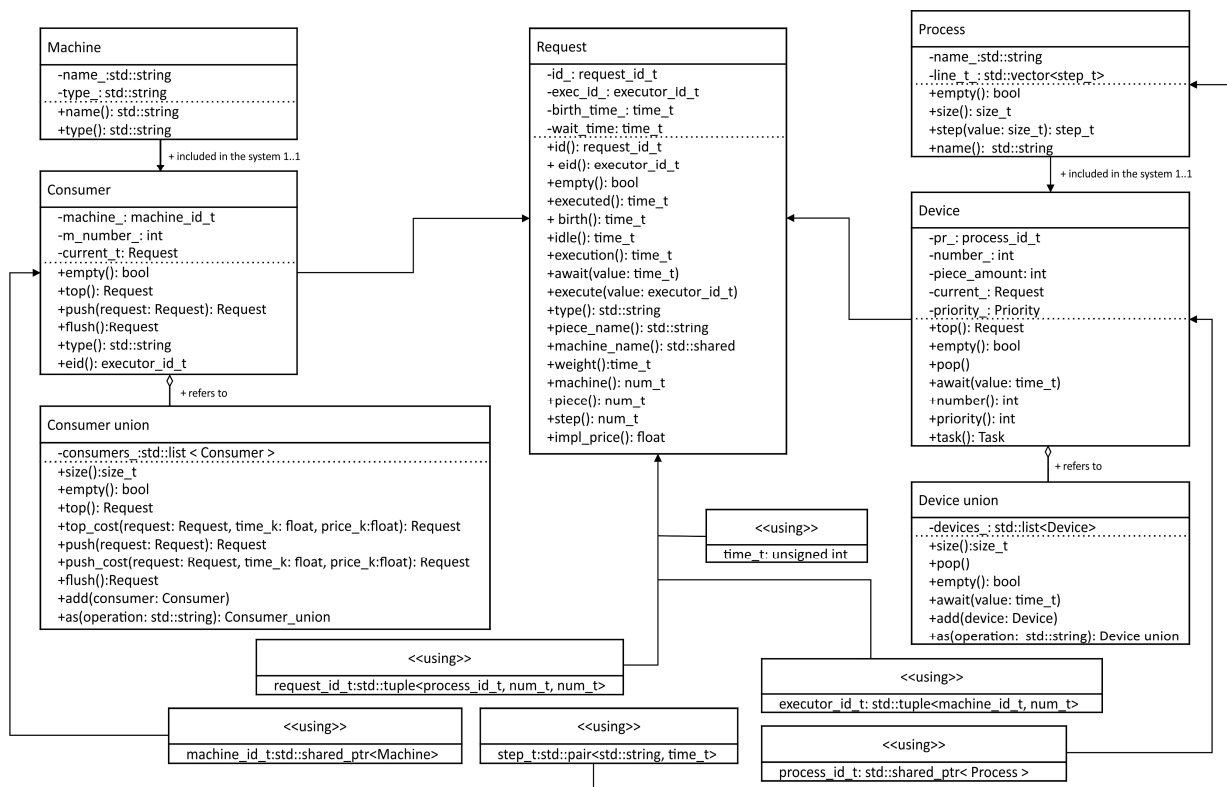 Machine
-name_:std::string
-type_: std::string
+name(): std::string
+type(): std::string
+ included in the system 1..1
Consumer
-machine_: machine_id_t
-m_number_: int
-current_t: Request
+empty(): bool
+top(): Request
+push(request: Request): Request
+flush():Request
+type(): std::string
+eid(): executor_id_t
+ refers to
Consumer union
-consumers_:std::list < Consumer >
+size():size_t
+empty(): bool
+top(): Request
+top_cost(request: Request, time_k: float, price_k:float): Request
+push(request: Request): Request
+push_cost(request: Request, time_k: float, price_k:float): Request
+flush():Request
+add(consumer: Consumer)
+as(operation: std::string): Consumer_union
Request
-id_: request_id_t
-exec_id_: executor_id_t
-birth_time_: time_t
-wait_time: time_t
+id(): request_id_t
+ eid(): executor_id_t
+empty(): bool
+executed(): time_t
+ birth(): time_t
+idle(): time_t
+execution(): time_t
+await(value: time_t)
+execute(value: executor_id_t)
+type(): std::string
+piece_name(): std::string
+machine_name(): std::shared
+weight():time_t
+machine(): num_t
+piece(): num_t
+step(): num_t
+impl_price(): float
Process
-name_:std::string
-line_t_: std::vector<step_t>
+empty(): bool
+size(): size_t
+step(value: size_t): step_t
+name(): std::string
+ included in the system 1..1
Device
-pr_: process_id_t
-number_: int
-piece_amount: int
-current_: Request
-priority_: Priority
+top(): Request
+empty(): bool
+pop()
+await(value: time_t)
+number(): int
+priority(): int
+task(): Task
+ refers to
Device union
-devices_: std::list<Device>
+size():size_t
+pop()
+empty(): bool
+await(value: time_t)
+add(device: Device)
+as(operation: std::string): Device union
<<using>>
time_t: unsigned int
<<using>>
request_id_t:std::tuple<process_id_t, num_t, num_t>
<<using>>
executor_id_t: std::tuple<machine_id_t, num_t>
<<using>>
machine_id_t:std::shared_ptr<Machine>
<<using>>
step_t:std::pair<std::string, time_t>
<<using>>
process_id_t: std::shared_ptr< Process >